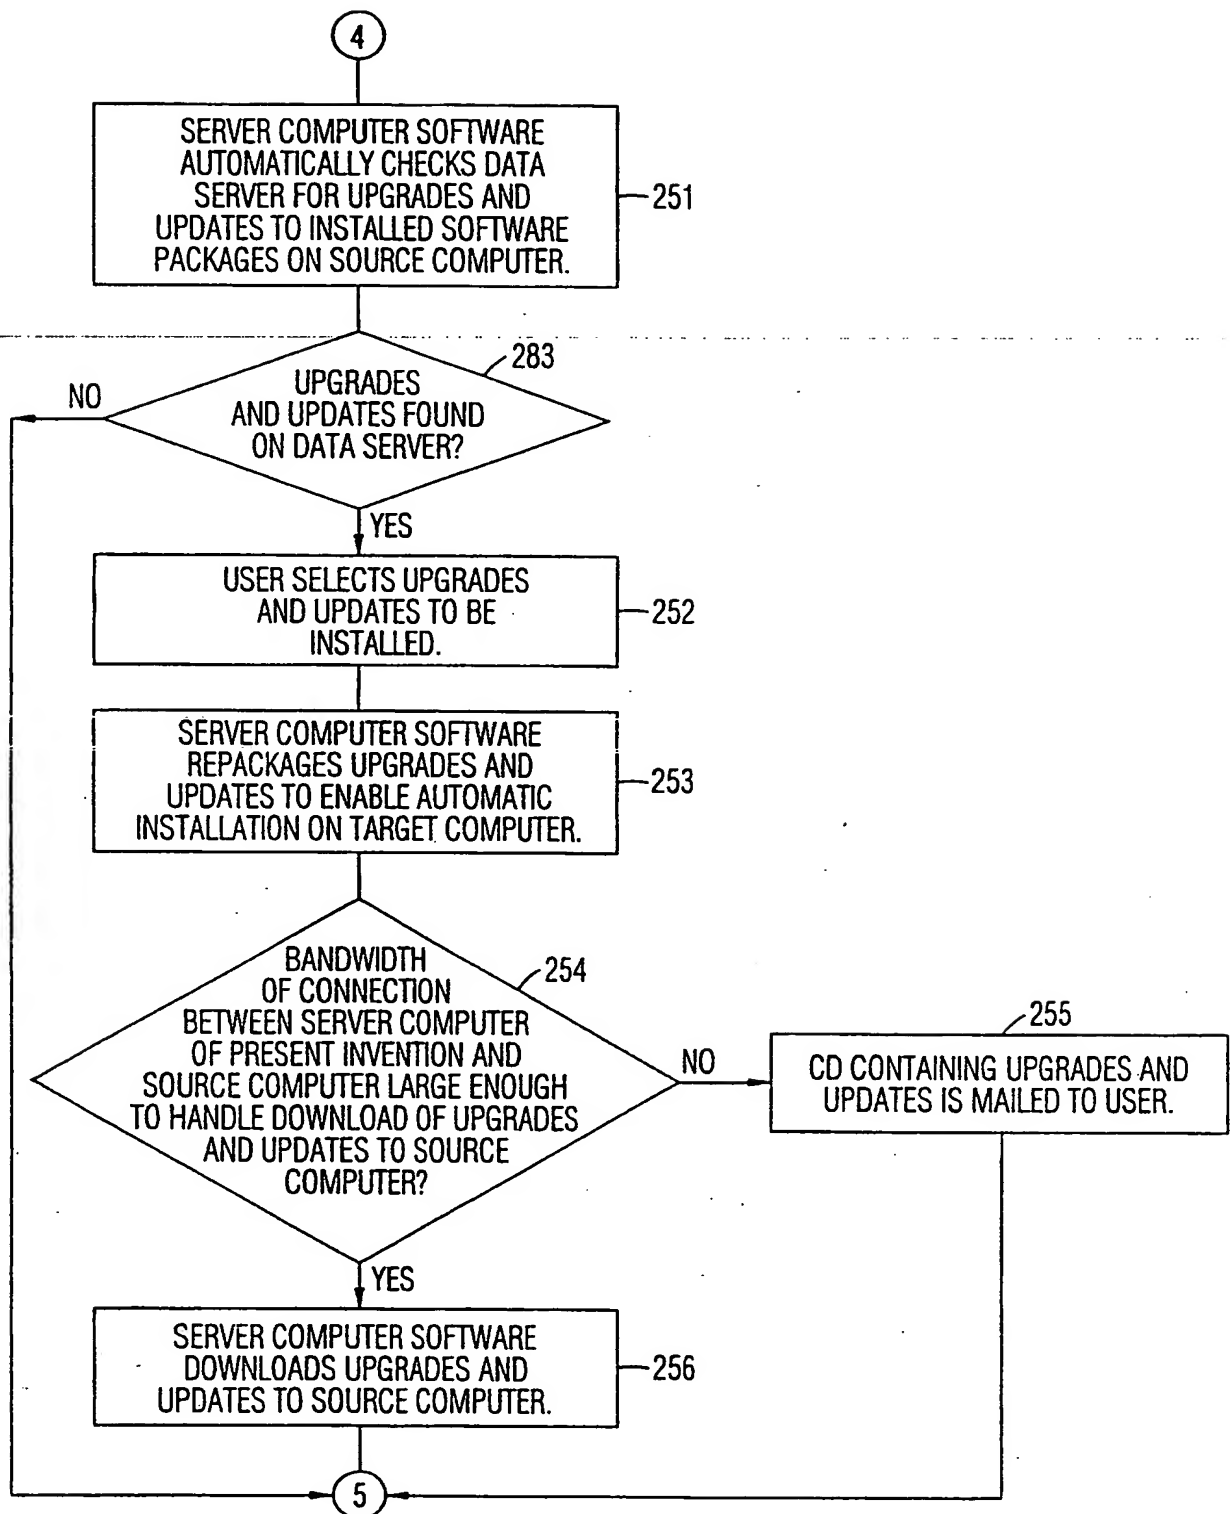 4
SERVER COMPUTER SOFTWARE
AUTOMATICALLY CHECKS DATA
SERVER FOR UPGRADES AND
UPDATES TO INSTALLED SOFTWARE
PACKAGES ON SOURCE COMPUTER.
251
283
UPGRADES
AND UPDATES FOUND
ON DATA SERVER?
NO
YES
USER SELECTS UPGRADES
AND UPDATES TO BE
INSTALLED.
252
SERVER COMPUTER SOFTWARE
REPACKAGES UPGRADES AND
UPDATES TO ENABLE AUTOMATIC
INSTALLATION ON TARGET COMPUTER.
253
BANDWIDTH
OF CONNECTION
BETWEEN SERVER COMPUTER
OF PRESENT INVENTION AND
SOURCE COMPUTER LARGE ENOUGH
TO HANDLE DOWNLOAD OF UPGRADES
AND UPDATES TO SOURCE
COMPUTER?
254
NO
255
CD CONTAINING UPGRADES AND
UPDATES IS MAILED TO USER.
YES
SERVER COMPUTER SOFTWARE
DOWNLOADS UPGRADES AND
UPDATES TO SOURCE COMPUTER.
256
5